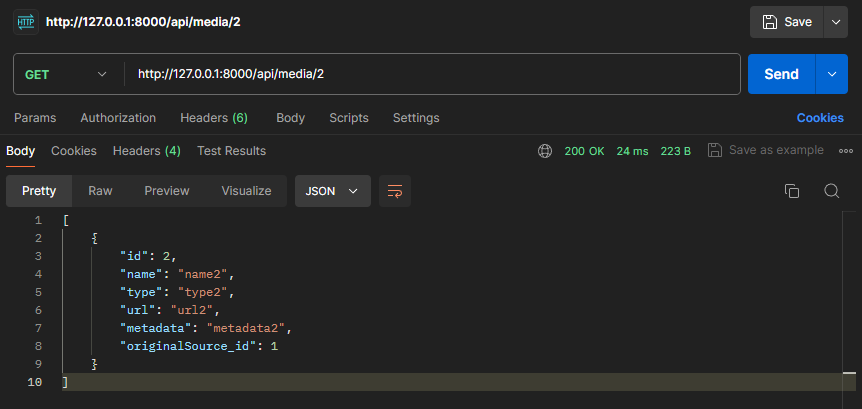 HTTP http://127.0.0.1:8000/api/media/2 Save
GET http://127.0.0.1:8000/api/media/2 Send
Params Authorization Headers (6) Body Scripts Settings Cookies
Body Cookies Headers (4) Test Results 200 OK 24 ms 223 B Save as example
Pretty Raw Preview Visualize JSON
1 [
2 {
3 "id": 2,
4 "name": "name2",
5 "type": "type2",
6 "url": "url2",
7 "metadata": "metadata2",
8 "originalSource_id": 1
9 }
10 ]